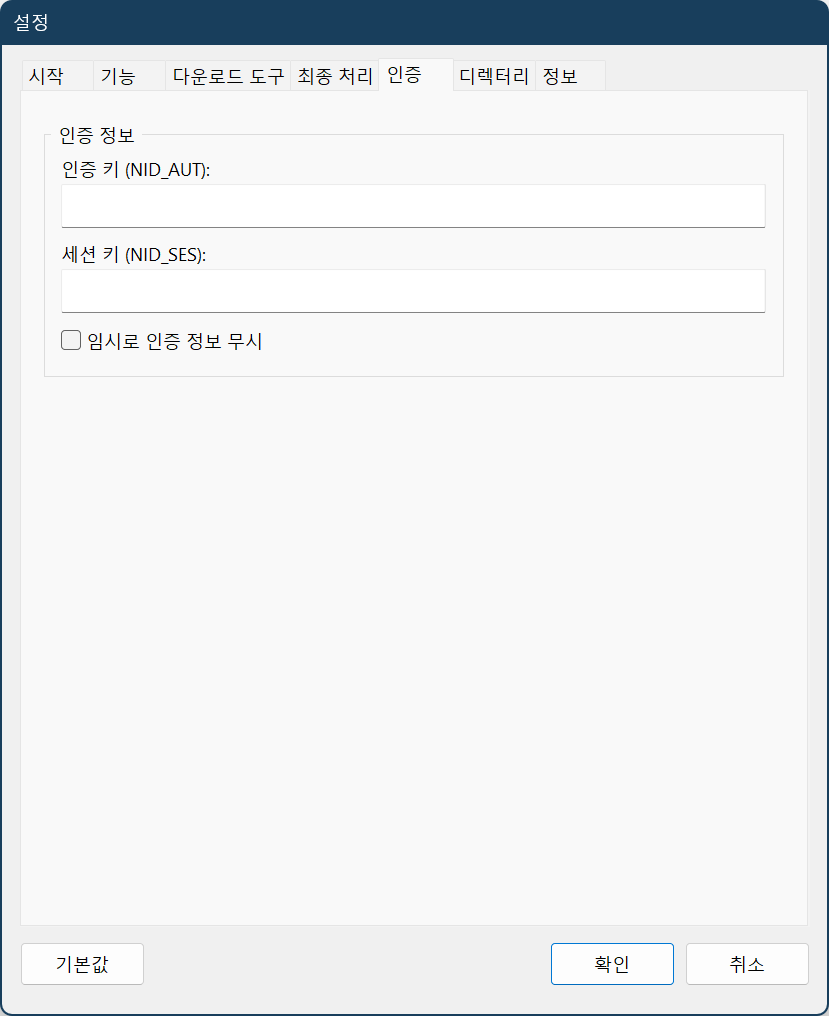 설정
시작 기능 다운로드 도구 최종 처리 인증 디렉터리 정보
인증 정보
인증 키 (NID_AUT):
세션 키 (NID_SES):
임시로 인증 정보 무시
기본값 확인 취소